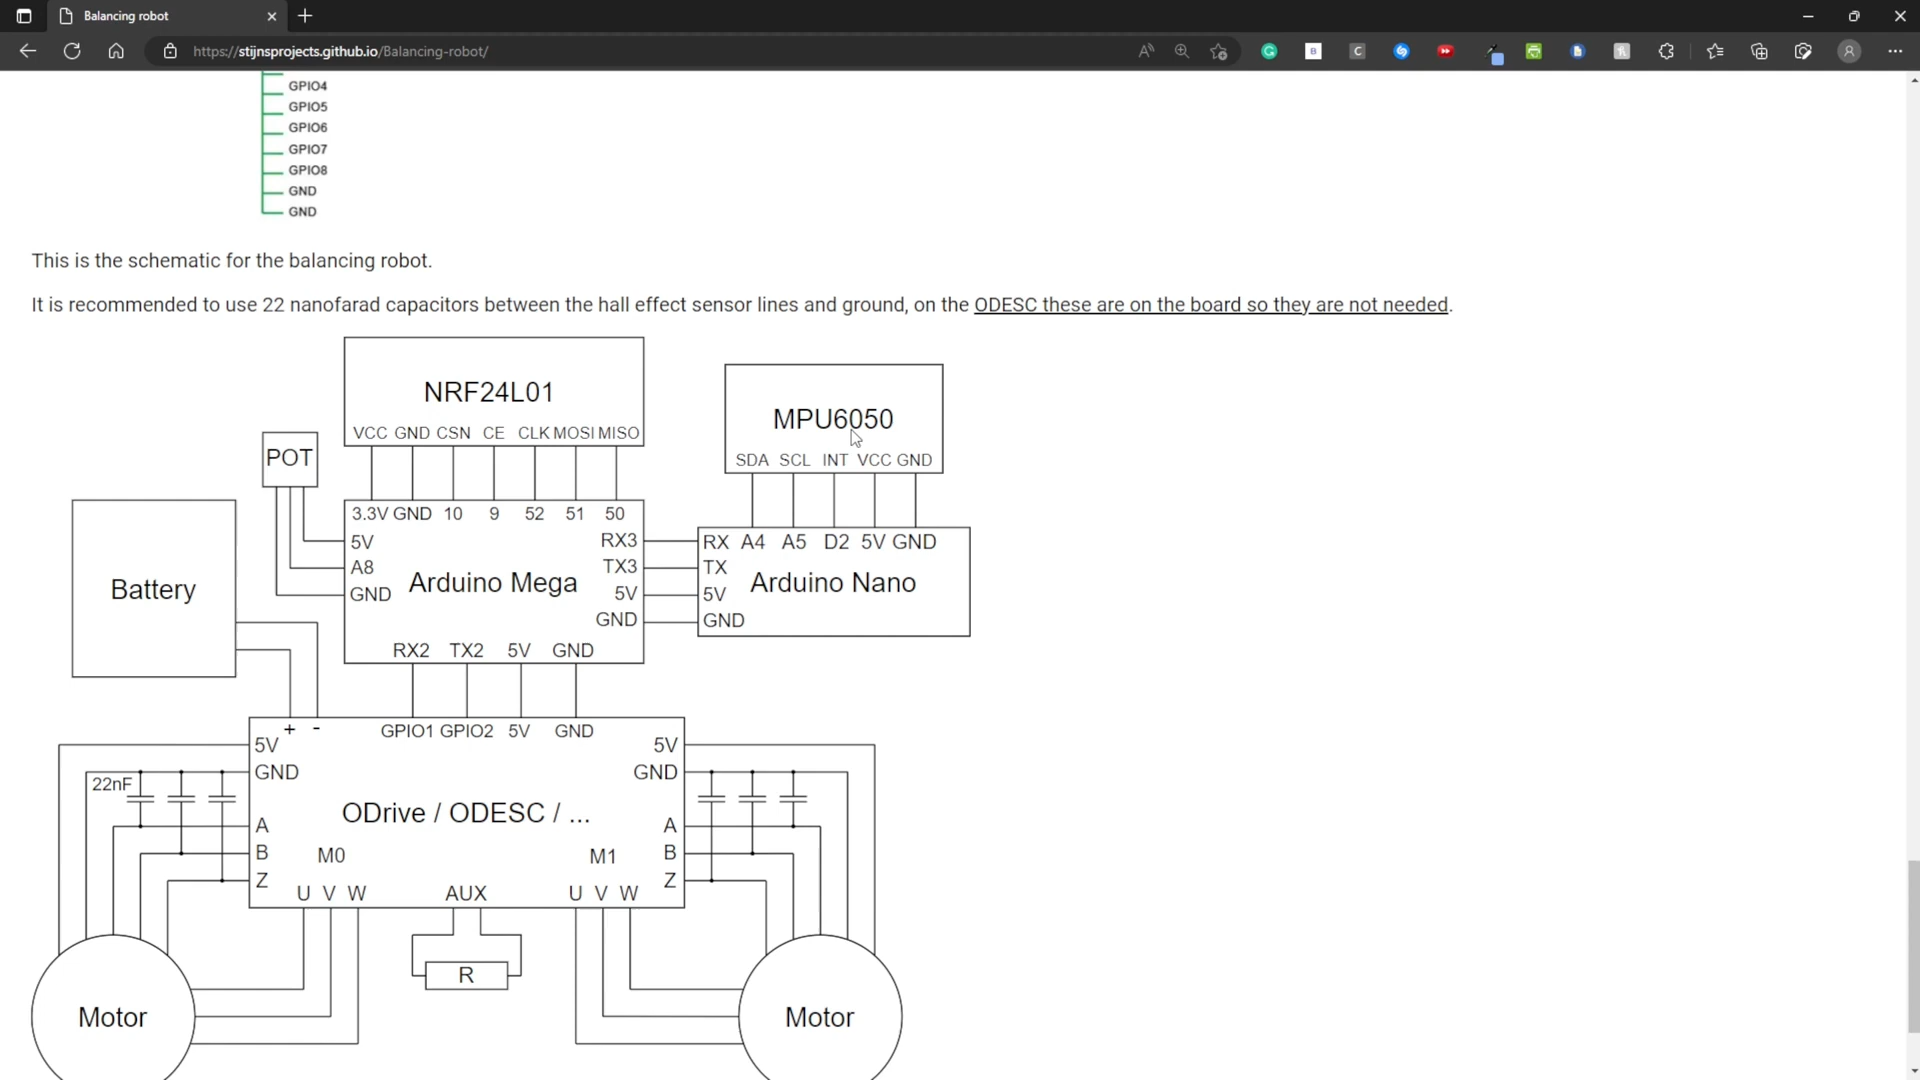 Balancing robot
https://stijnsprojects.github.io/Balancing-robot/
GPIO4
GPIO5
GPIO6
GPIO7
GPIO8
GND
GND
This is the schematic for the balancing robot.
It is recommended to use 22 nanofarad capacitors between the hall effect sensor lines and ground, on the ODESC these are on the board so they are not needed.
NRF24L01
VCC GND CSN CE CLK MOSI MISO
MPU6050
SDA SCL INT VCC GND
POT
3.3V GND 10 9 52 51 50
5V
A8
GND
Arduino Mega
RX3
TX3
5V
GND
RX2 TX2 5V GND
RX A4 A5 D2 5V GND
TX
5V
GND
Arduino Nano
Battery
+ -
GPIO1 GPIO2 5V GND
5V
GND
A
B
Z
22nF
ODrive / ODESC / ...
M0
M1
U V W
AUX
U V W
5V
GND
A
B
Z
R
Motor
Motor